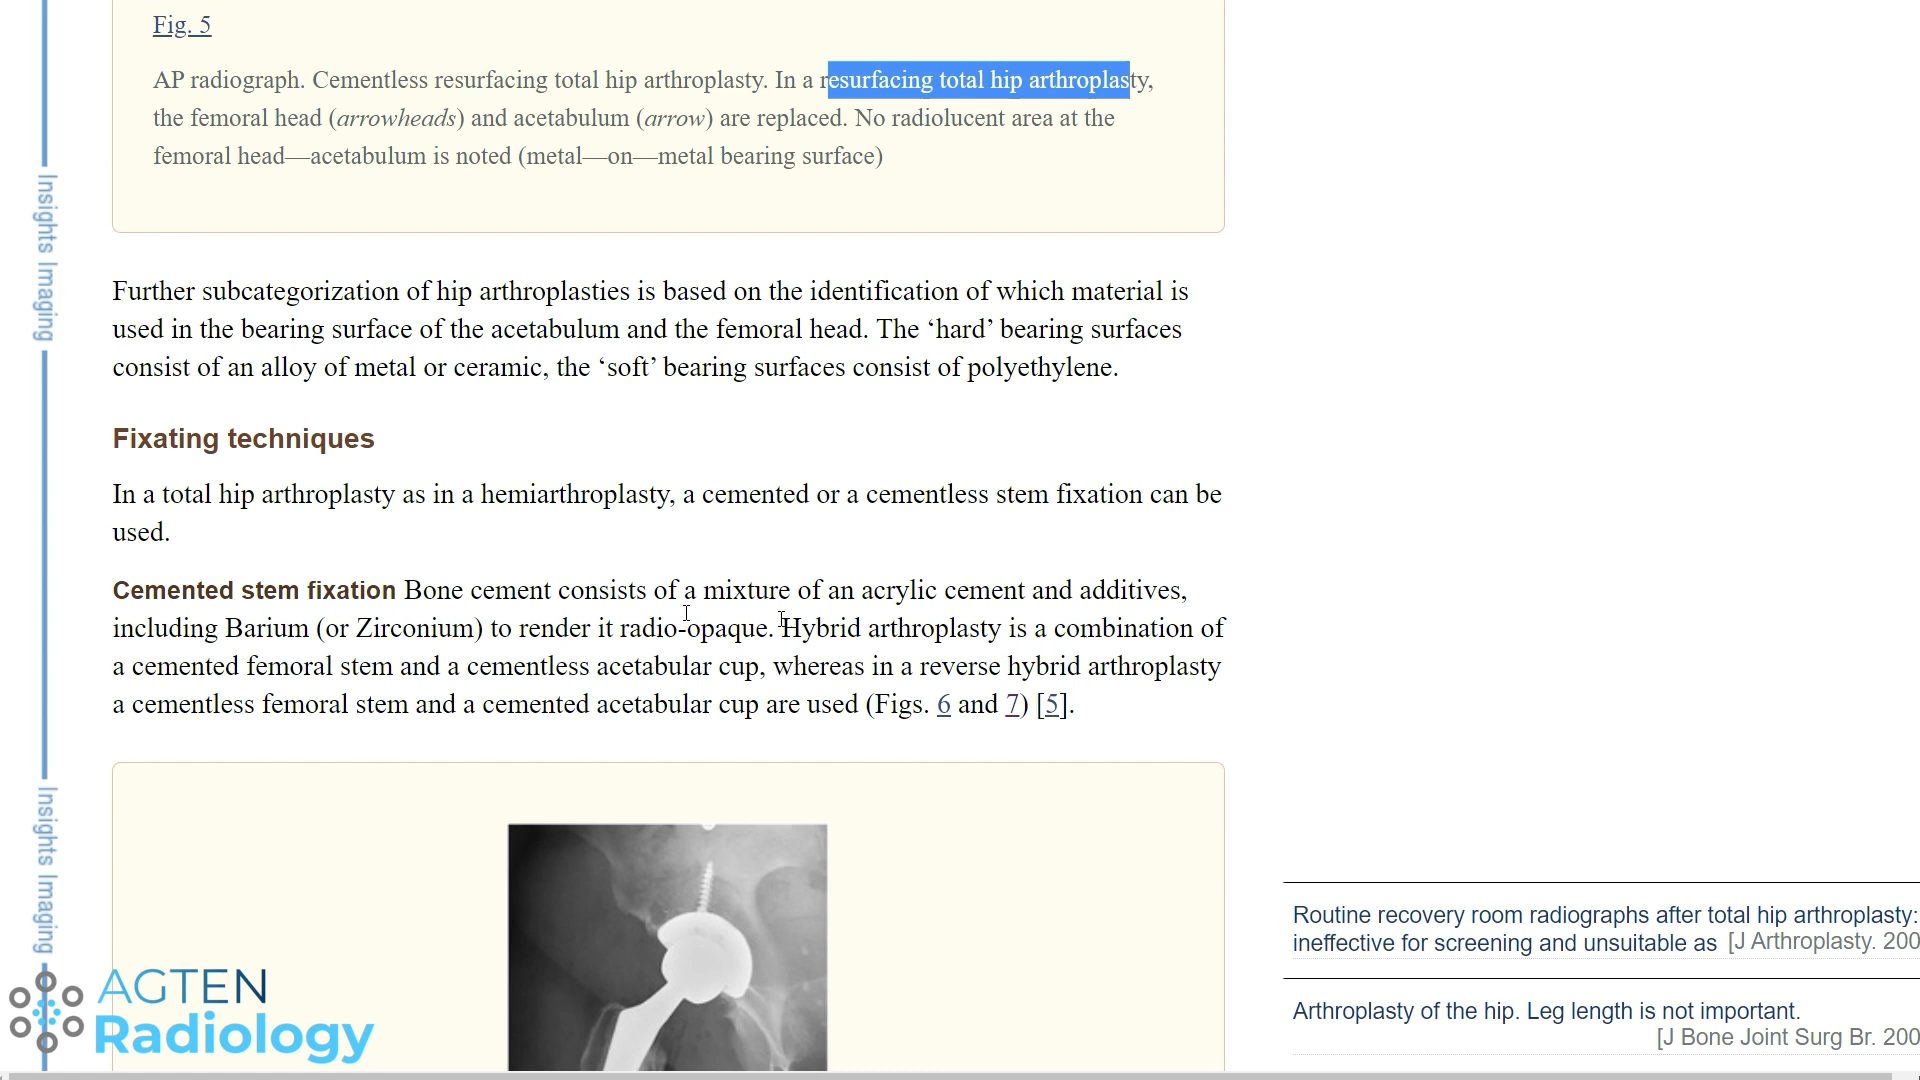 Fig. 5
AP radiograph. Cementless resurfacing total hip arthroplasty. In a resurfacing total hip arthroplasty,
the femoral head (arrowheads) and acetabulum (arrow) are replaced. No radiolucent area at the
femoral head—acetabulum is noted (metal—on—metal bearing surface)
Further subcategorization of hip arthroplasties is based on the identification of which material is
used in the bearing surface of the acetabulum and the femoral head. The ‘hard’ bearing surfaces
consist of an alloy of metal or ceramic, the ‘soft’ bearing surfaces consist of polyethylene.
Fixating techniques
In a total hip arthroplasty as in a hemiarthroplasty, a cemented or a cementless stem fixation can be
used.
Cemented stem fixation Bone cement consists of a mixture of an acrylic cement and additives,
including Barium (or Zirconium) to render it radio-opaque. Hybrid arthroplasty is a combination of
a cemented femoral stem and a cementless acetabular cup, whereas in a reverse hybrid arthroplasty
a cementless femoral stem and a cemented acetabular cup are used (Figs. 6 and 7) [5].
Insights Imaging
Insights Imaging
Routine recovery room radiographs after total hip arthroplasty:
ineffective for screening and unsuitable as [J Arthroplasty. 200
Arthroplasty of the hip. Leg length is not important.
[J Bone Joint Surg Br. 200
AGTEN
Radiology